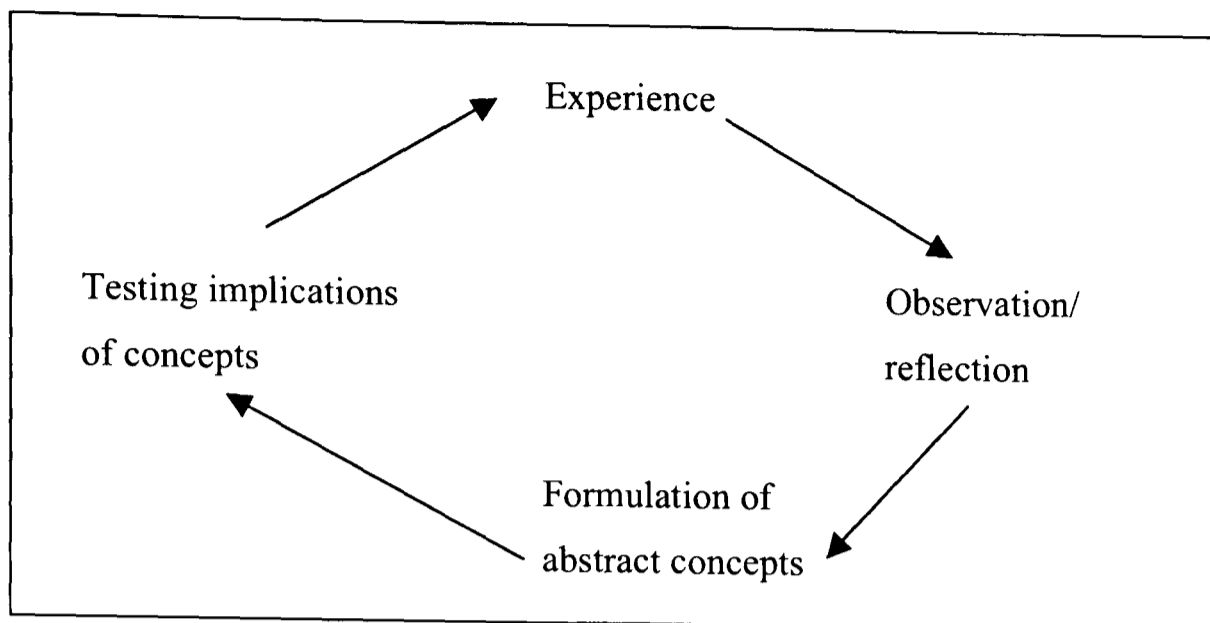 Experience
Testing implications
of concepts
Observation/
reflection
Formulation of
abstract concepts